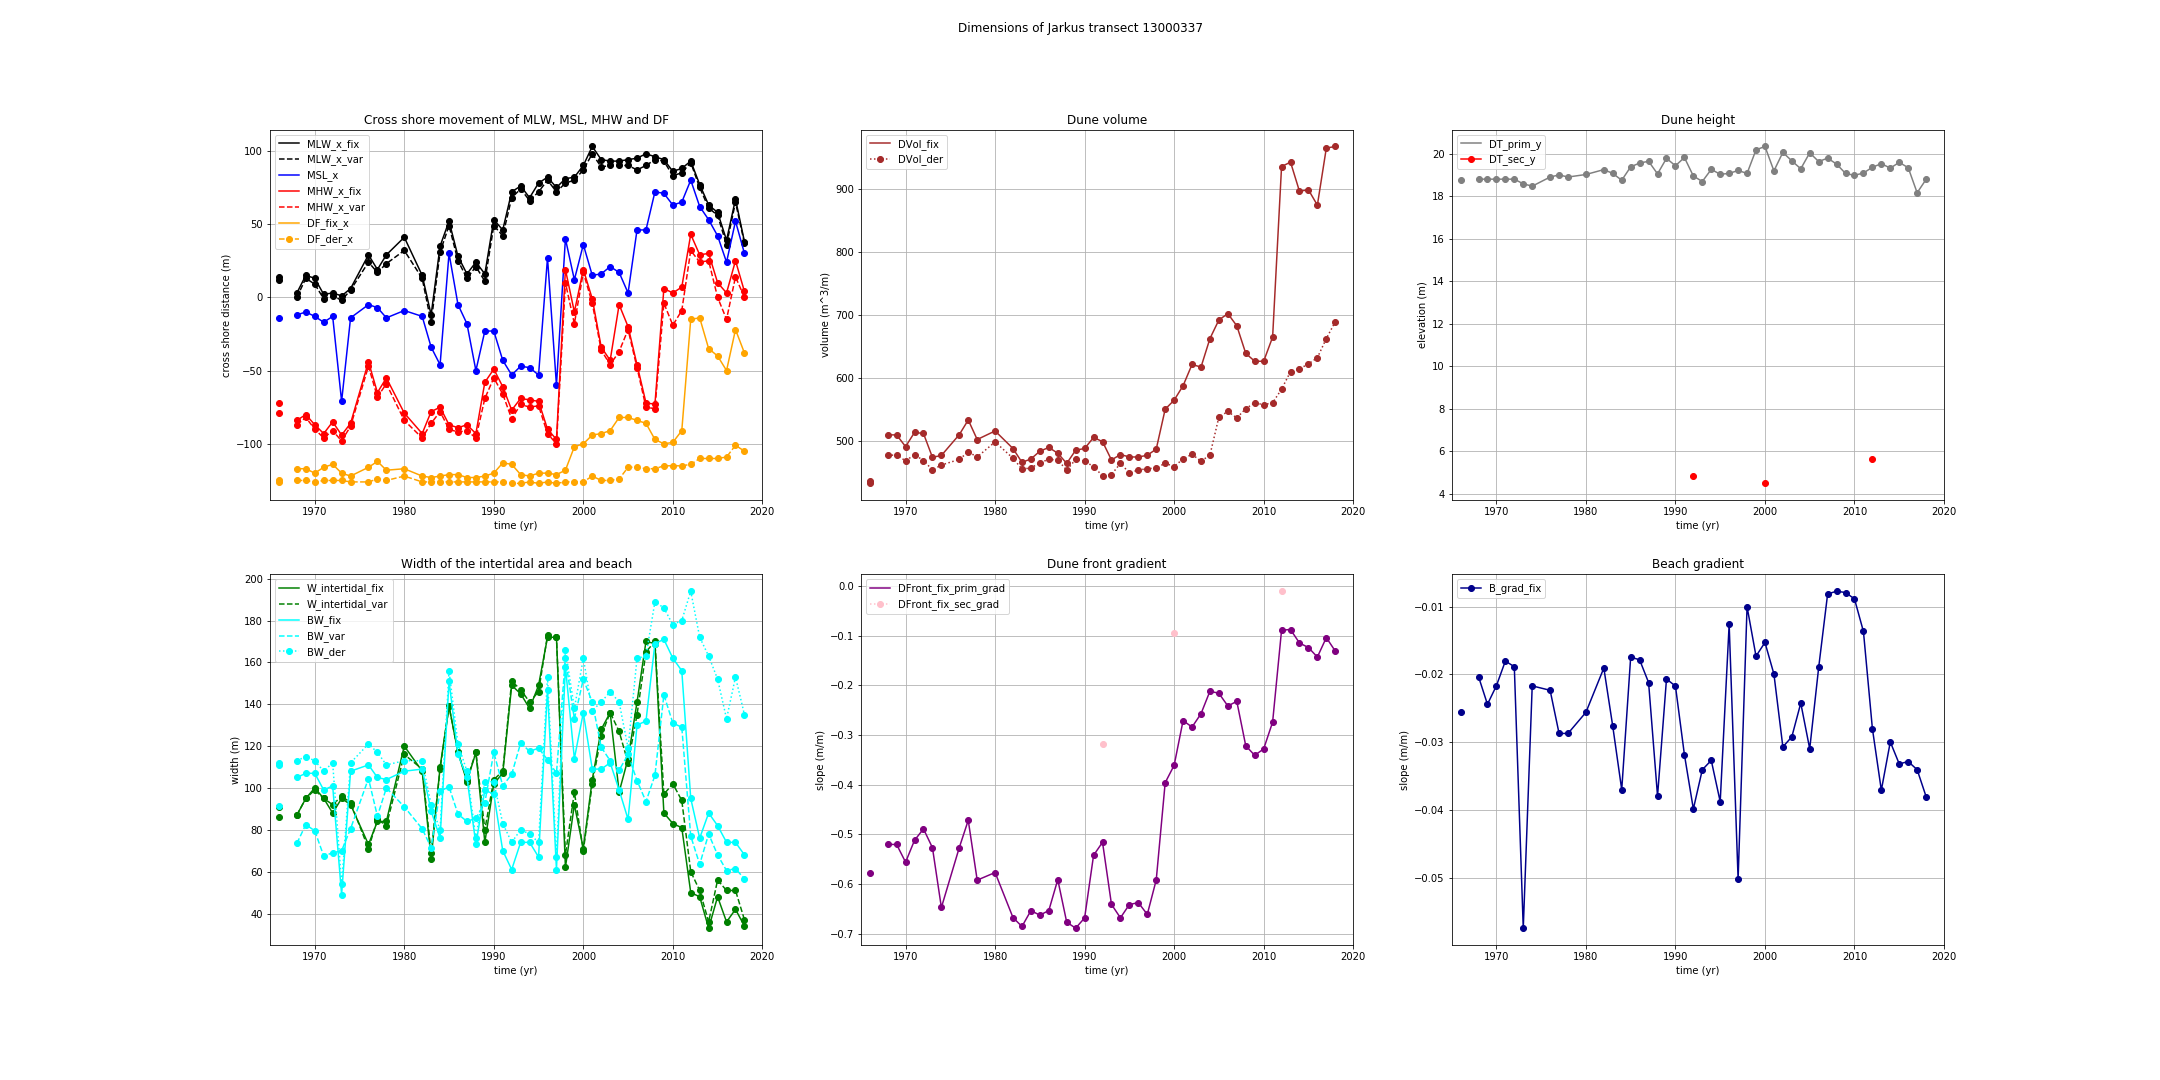 Dimensions of Jarkus transect 13000337
Cross shore movement of MLW, MSL, MHW and DF
MLW_x_fix
MLW_x_var
MSL_x
MHW_x_fix
MHW_x_var
DF_fix_x
DF_der_x
100
50
0
−50
−100
cross shore distance (m)
1970 1980 1990 2000 2010 2020
time (yr)
Dune volume
DVol_fix
DVol_der
900
800
700
600
500
volume (m^3/m)
1970 1980 1990 2000 2010 2020
time (yr)
Dune height
DT_prim_y
DT_sec_y
20
18
16
14
12
10
8
6
4
elevation (m)
1970 1980 1990 2000 2010 2020
time (yr)
Width of the intertidal area and beach
W_intertidal_fix
W_intertidal_var
BW_fix
BW_var
BW_der
200
180
160
140
120
100
80
60
40
width (m)
1970 1980 1990 2000 2010 2020
time (yr)
Dune front gradient
DFront_fix_prim_grad
DFront_fix_sec_grad
0.0
−0.1
−0.2
−0.3
−0.4
−0.5
−0.6
−0.7
slope (m/m)
1970 1980 1990 2000 2010 2020
time (yr)
Beach gradient
B_grad_fix
−0.01
−0.02
−0.03
−0.04
−0.05
slope (m/m)
1970 1980 1990 2000 2010 2020
time (yr)